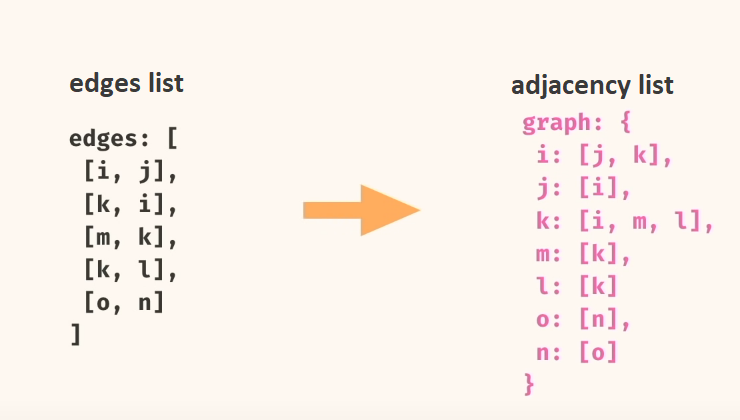 edges list
edges: [
[i, j],
[k, i],
[m, k],
[k, l],
[o, n]
]
adjacency list
graph: {
i: [j, k],
j: [i],
k: [i, m, l],
m: [k],
l: [k]
o: [n],
n: [o]
}